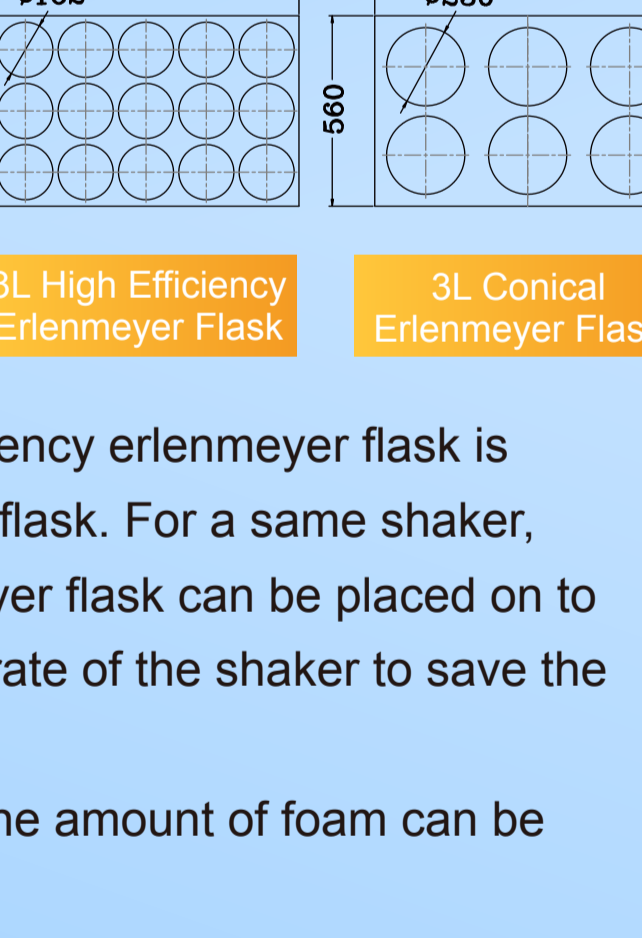 560
3L High Efficiency
Erlenmeyer Flask
3L Conical
Erlenmeyer Flas
ency erlenmeyer flask is
flask. For a same shaker,
yer flask can be placed on to
rate of the shaker to save the
he amount of foam can be